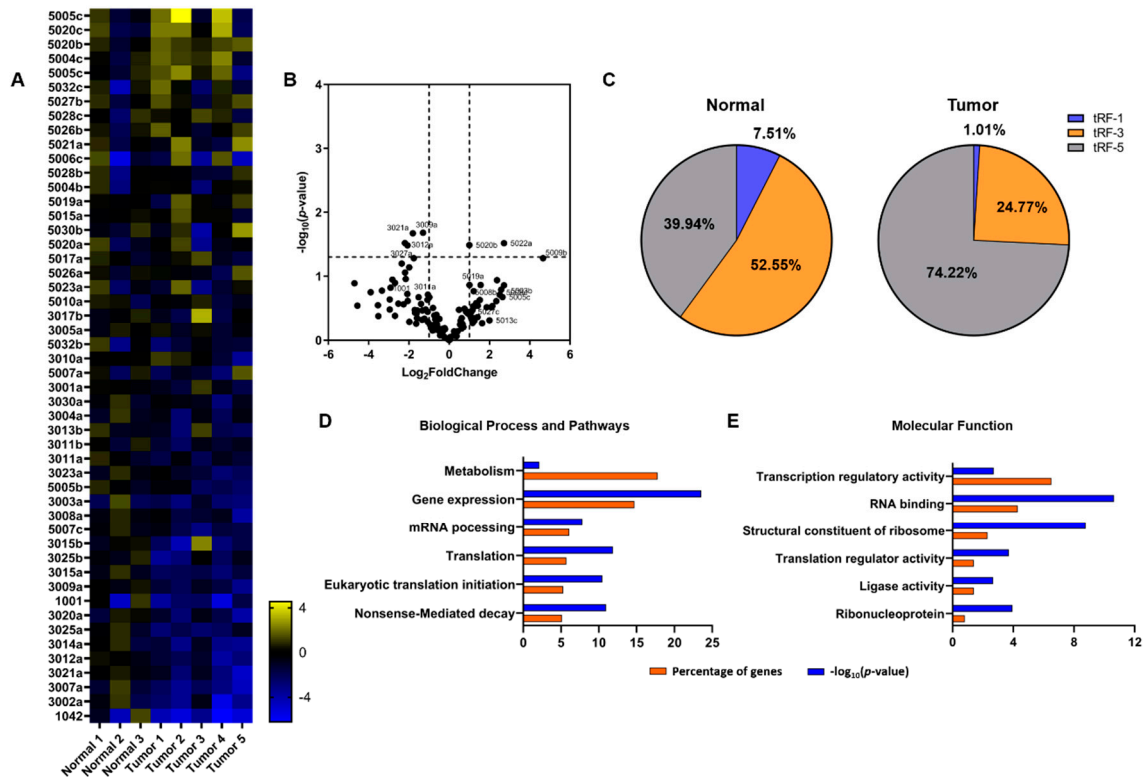 A
5005c
5020c
5020b
5004c
5005c
5032c
5027b
5028c
5026b
5021a
5006c
5028b
5004b
5019a
5015a
5030b
5020a
5017a
5026a
5023a
5010a
3017b
3005a
5032b
3010a
5007a
3001a
3030a
3004a
3013b
3011b
3011a
3023a
5005b
3003a
3008a
5007c
3015b
3025b
3015a
3009a
1001
3020a
3025a
3014a
3012a
3021a
3007a
3002a
1042
Normal 1
Normal 2
Normal 3
Tumor 1
Tumor 2
Tumor 3
Tumor 4
Tumor 5
4
2
0
-2
-4
B
-log10(p-value)
4
3
2
1
0
-6
-4
-2
0
2
4
6
Log2FoldChange
3021a
3009a
3012a
3027a
1001
3011a
5020b
5022a
5009b
5019a
5008b
5005c
5027c
5013c
C
Normal
7.51%
39.94%
52.55%
Tumor
1.01%
24.77%
74.22%
tRF-1
tRF-3
tRF-5
D
Biological Process and Pathways
Metabolism
Gene expression
mRNA pocessing
Translation
Eukaryotic translation initiation
Nonsense-Mediated decay
0 5 10 15 20 25
E
Molecular Function
Transcription regulatory activity
RNA binding
Structural constituent of ribosome
Translation regulator activity
Ligase activity
Ribonucleoprotein
0 4 8 12
Percentage of genes
-log10(p-value)